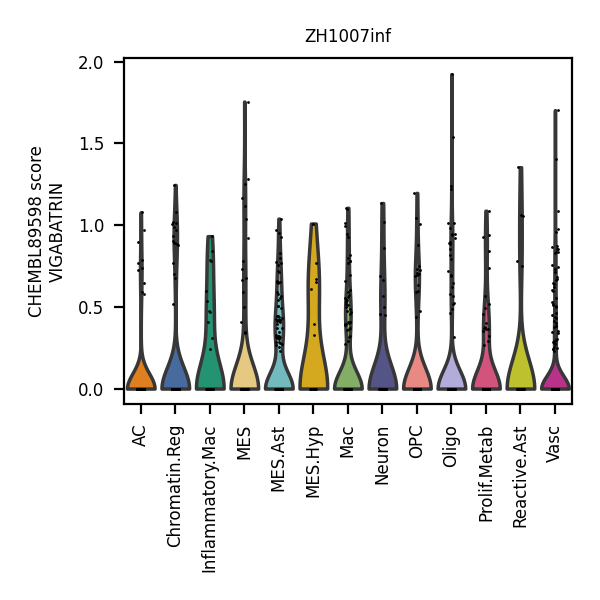 ZH1007inf
CHEMBL89598 score
VIGABATRIN
2.0
1.5
1.0
0.5
0.0
AC
Chromatin.Reg
Inflammatory.Mac
MES
MES.Ast
MES.Hyp
Mac
Neuron
OPC
Oligo
Prolif.Metab
Reactive.Ast
Vasc